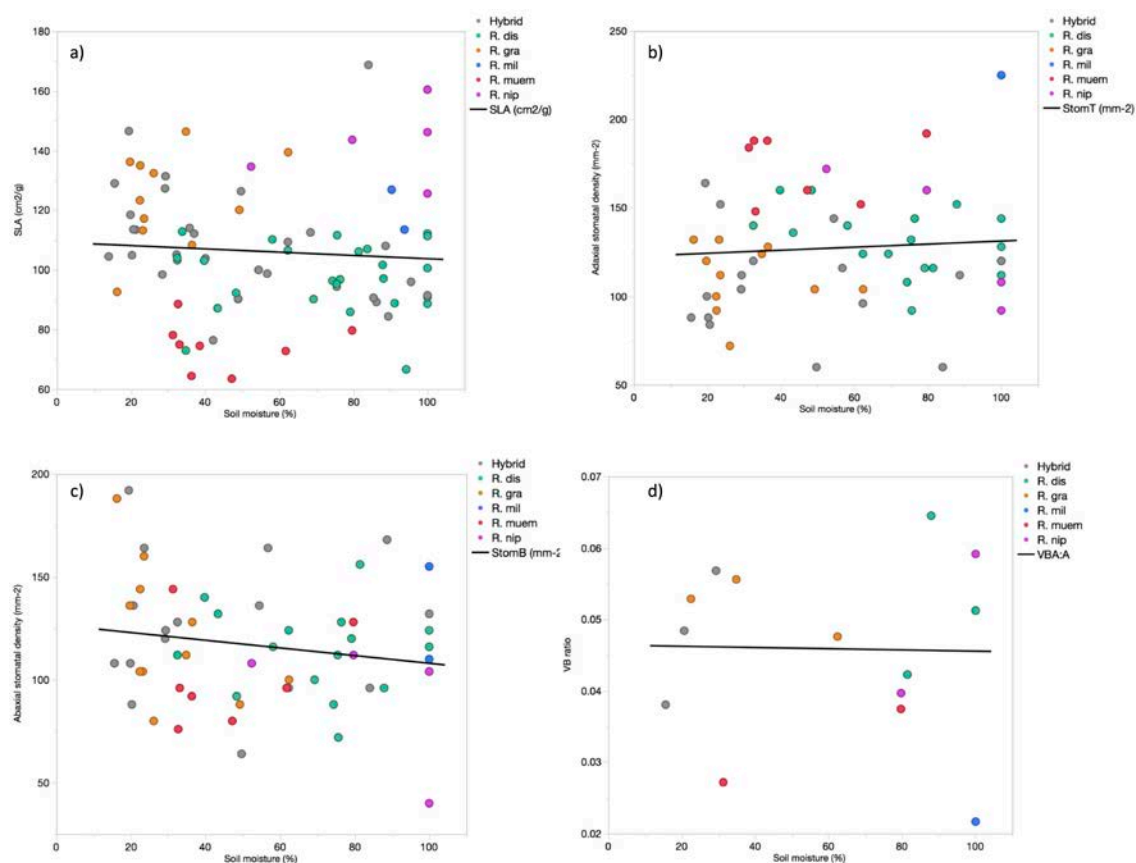 a)
180
160
140
120
100
80
60
0
20
40
60
80
100
SLA (cm2/g)
Soil moisture (%)
Hybrid
R. dis
R. gra
R. mil
R. muem
R. nip
SLA (cm2/g)
b)
250
200
150
100
50
0
20
40
60
80
100
Adaxial stomatal density (mm-2)
Soil moisture (%)
Hybrid
R. dis
R. gra
R. mil
R. muem
R. nip
StomT (mm-2)
c)
200
150
100
50
0
20
40
60
80
100
Abaxial stomatal density (mm-2)
Soil moisture (%)
Hybrid
R. dis
R. gra
R. mil
R. muem
R. nip
StomB (mm-2
d)
0.07
0.06
0.05
0.04
0.03
0.02
0
20
40
60
80
100
VB ratio
Soil moisture (%)
Hybrid
R. dis
R. gra
R. mil
R. muem
R. nip
VBA:A